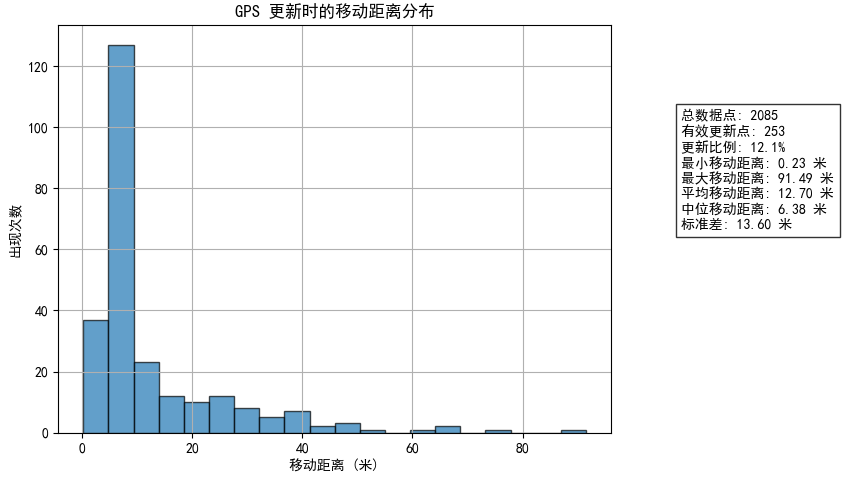 GPS 更新时的移动距离分布
120
100
80
60
40
20
0
出现次数
0 20 40 60 80
移动距离 (米)
总数据点: 2085
有效更新点: 253
更新比例: 12.1%
最小移动距离: 0.23 米
最大移动距离: 91.49 米
平均移动距离: 12.70 米
中位移动距离: 6.38 米
标准差: 13.60 米